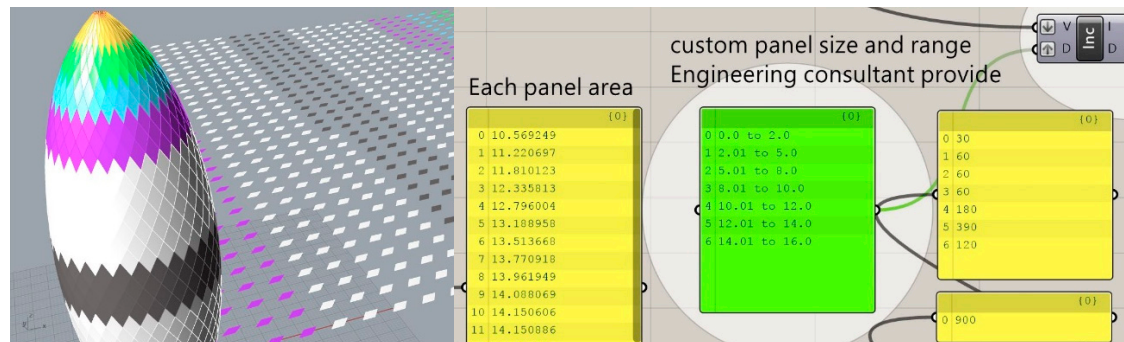 custom panel size and range
Engineering consultant provide
Each panel area
V
I
D
Inc
D
{0}
0 10.569249
1 11.220697
2 11.810123
3 12.335813
4 12.796004
5 13.188958
6 13.513668
7 13.770918
8 13.961949
9 14.088069
10 14.150606
11 14.150886
{0}
0 0.0 to 2.0
1 2.01 to 5.0
2 5.01 to 8.0
3 8.01 to 10.0
4 10.01 to 12.0
5 12.01 to 14.0
6 14.01 to 16.0
{0}
0 30
1 60
2 60
3 60
4 180
5 390
6 120
{0}
0 900